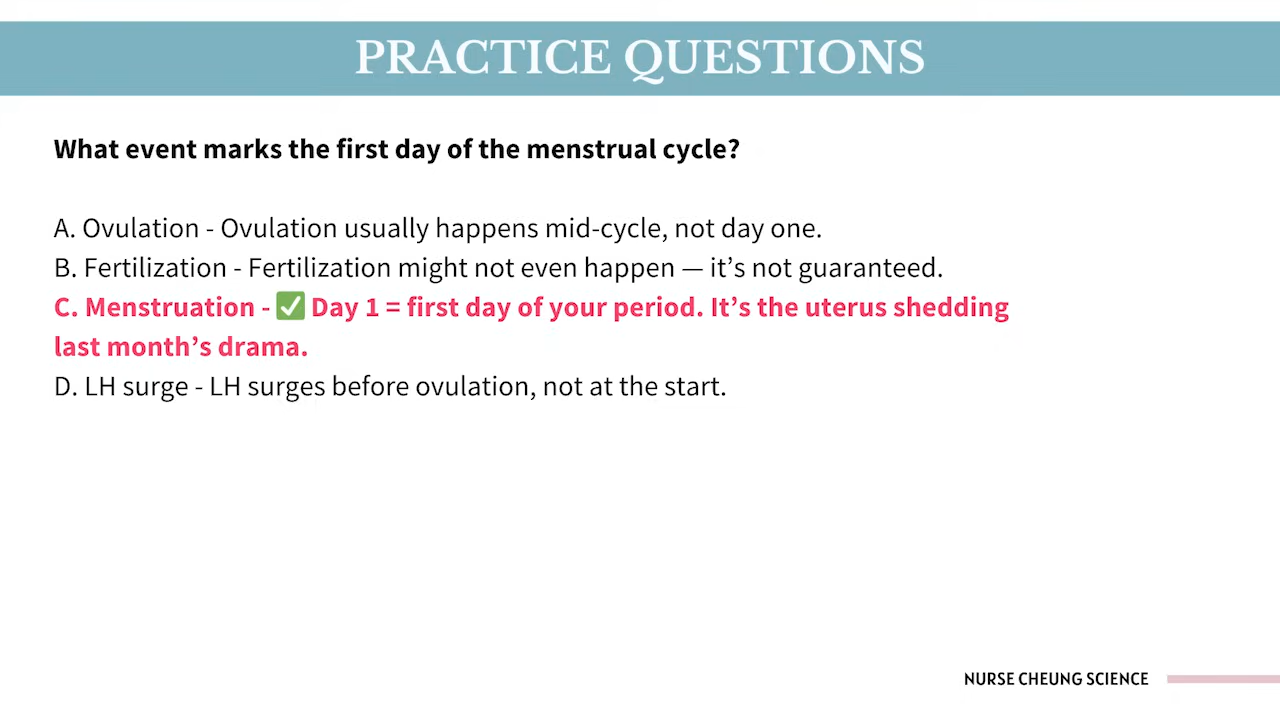 PRACTICE QUESTIONS
What event marks the first day of the menstrual cycle?
A. Ovulation - Ovulation usually happens mid-cycle, not day one.
B. Fertilization - Fertilization might not even happen — it’s not guaranteed.
C. Menstruation - ✅ Day 1 = first day of your period. It’s the uterus shedding
last month’s drama.
D. LH surge - LH surges before ovulation, not at the start.
NURSE CHEUNG SCIENCE